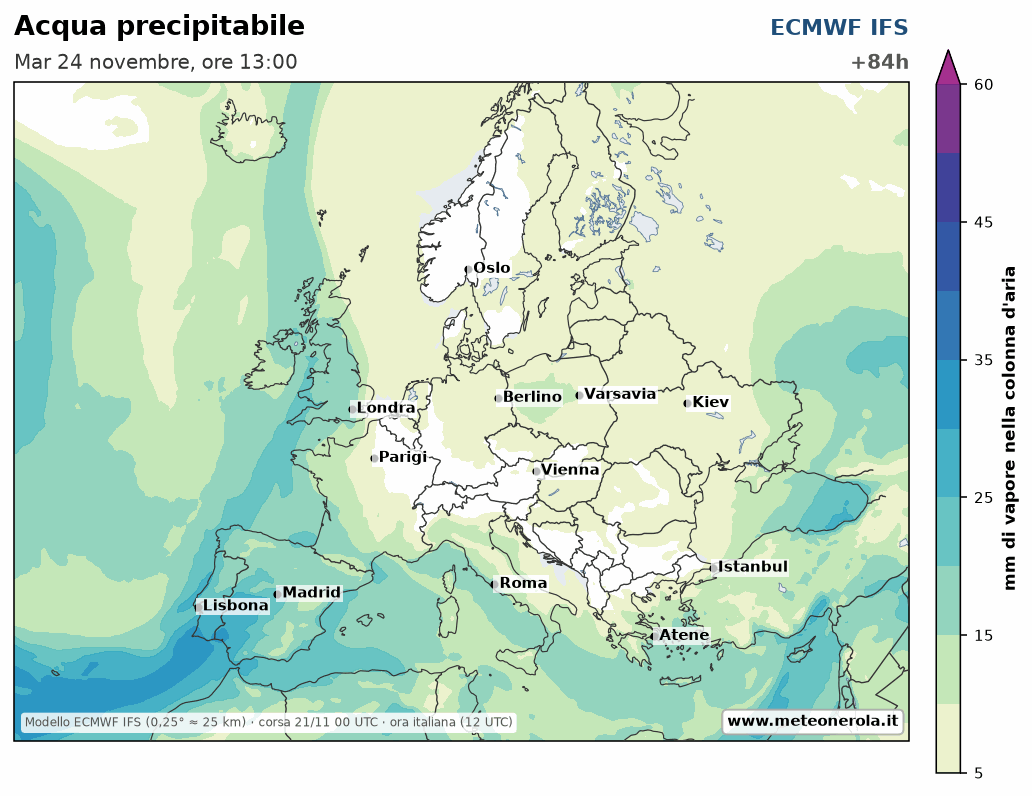 Acqua precipitabile
ECMWF IFS
Mar 24 novembre, ore 13:00
+84h
60
45
35
25
15
5
mm di vapore nella colonna d'aria
Oslo
Berlino
Varsavia
Kiev
Londra
Parigi
Vienna
Istanbul
Roma
Madrid
Lisbona
Atene
Modello ECMWF IFS (0,25° ≈ 25 km) · corsa 21/11 00 UTC · ora italiana (12 UTC)
www.meteonerola.it